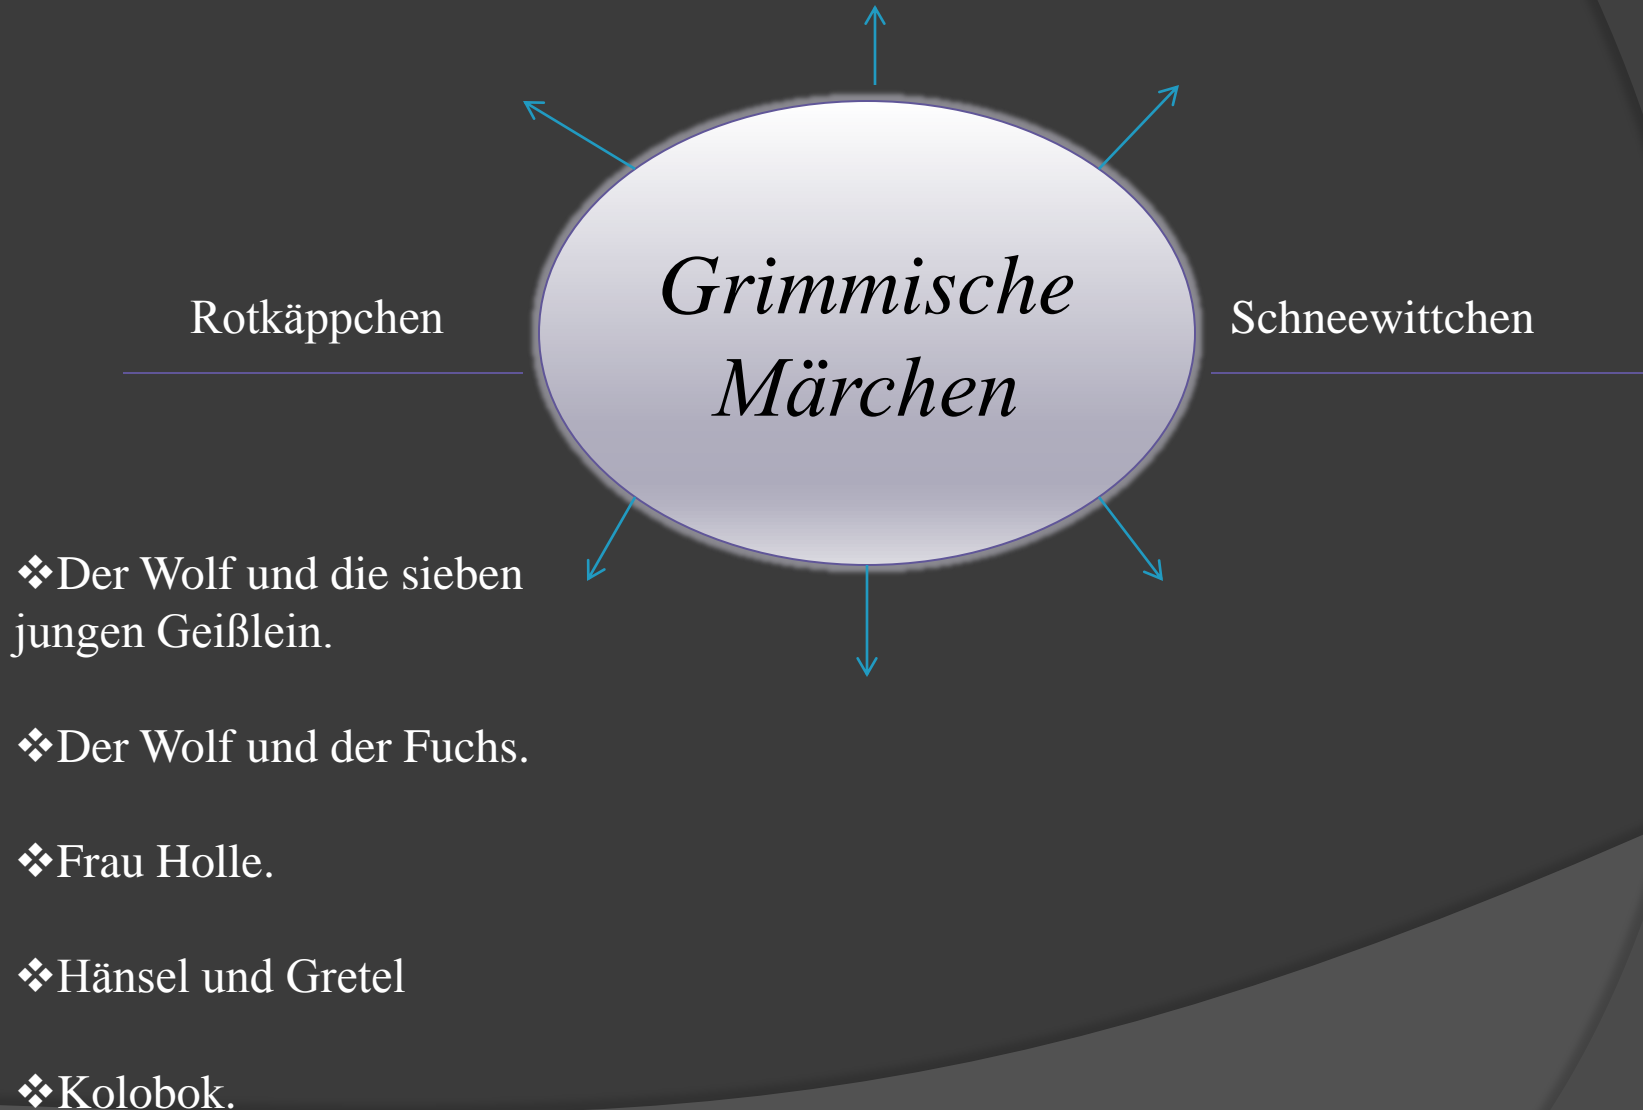 Grimmische
Märchen
Rotkäppchen
Schneewittchen
❖Der Wolf und die sieben
jungen Geißlein.
❖Der Wolf und der Fuchs.
❖Frau Holle.
❖Hänsel und Gretel
❖Kolobok.